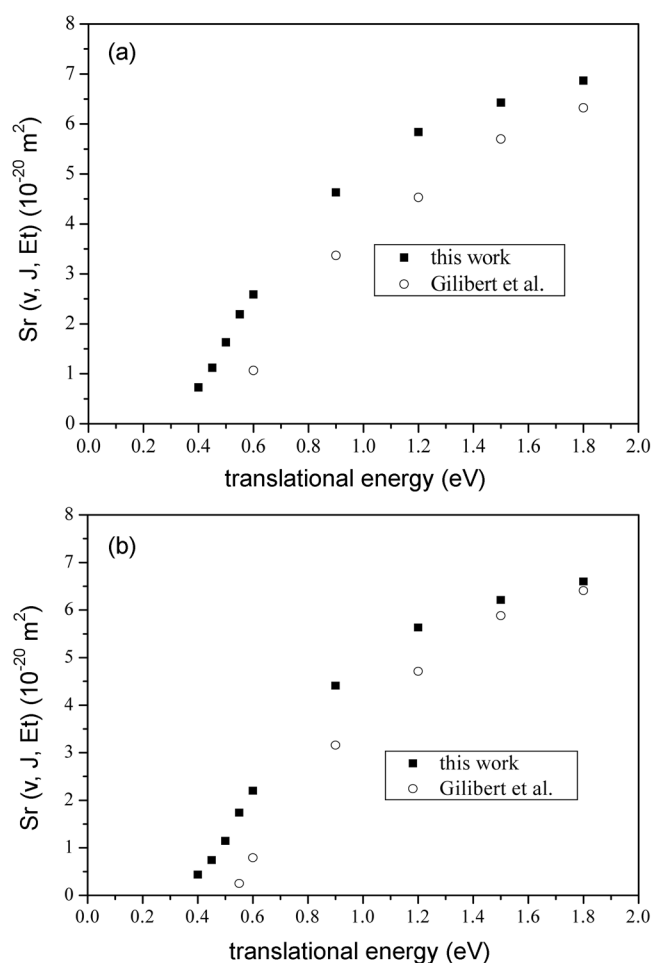 (a)
8
7
6
5
4
3
2
1
0
Sr (v, J, Et) (10⁻²⁰ m²)
this work
Gilibert et al.
0.0 0.2 0.4 0.6 0.8 1.0 1.2 1.4 1.6 1.8 2.0
translational energy (eV)
(b)
8
7
6
5
4
3
2
1
0
Sr (v, J, Et) (10⁻²⁰ m²)
this work
Gilibert et al.
0.0 0.2 0.4 0.6 0.8 1.0 1.2 1.4 1.6 1.8 2.0
translational energy (eV)